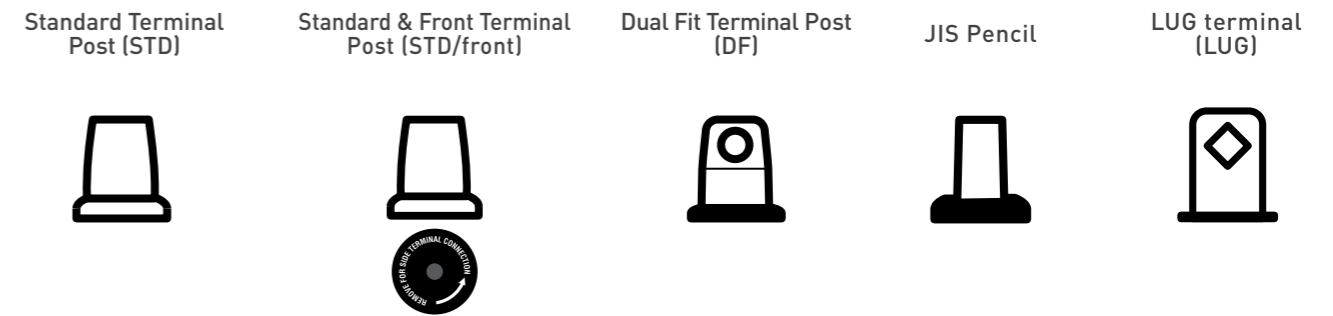 Standard Terminal
Post (STD)
Standard & Front Terminal
Post (STD/front)
Dual Fit Terminal Post
(DF)
JIS Pencil
LUG terminal
(LUG)
REMOVE FOR SIDE TERMINAL CONNECTION